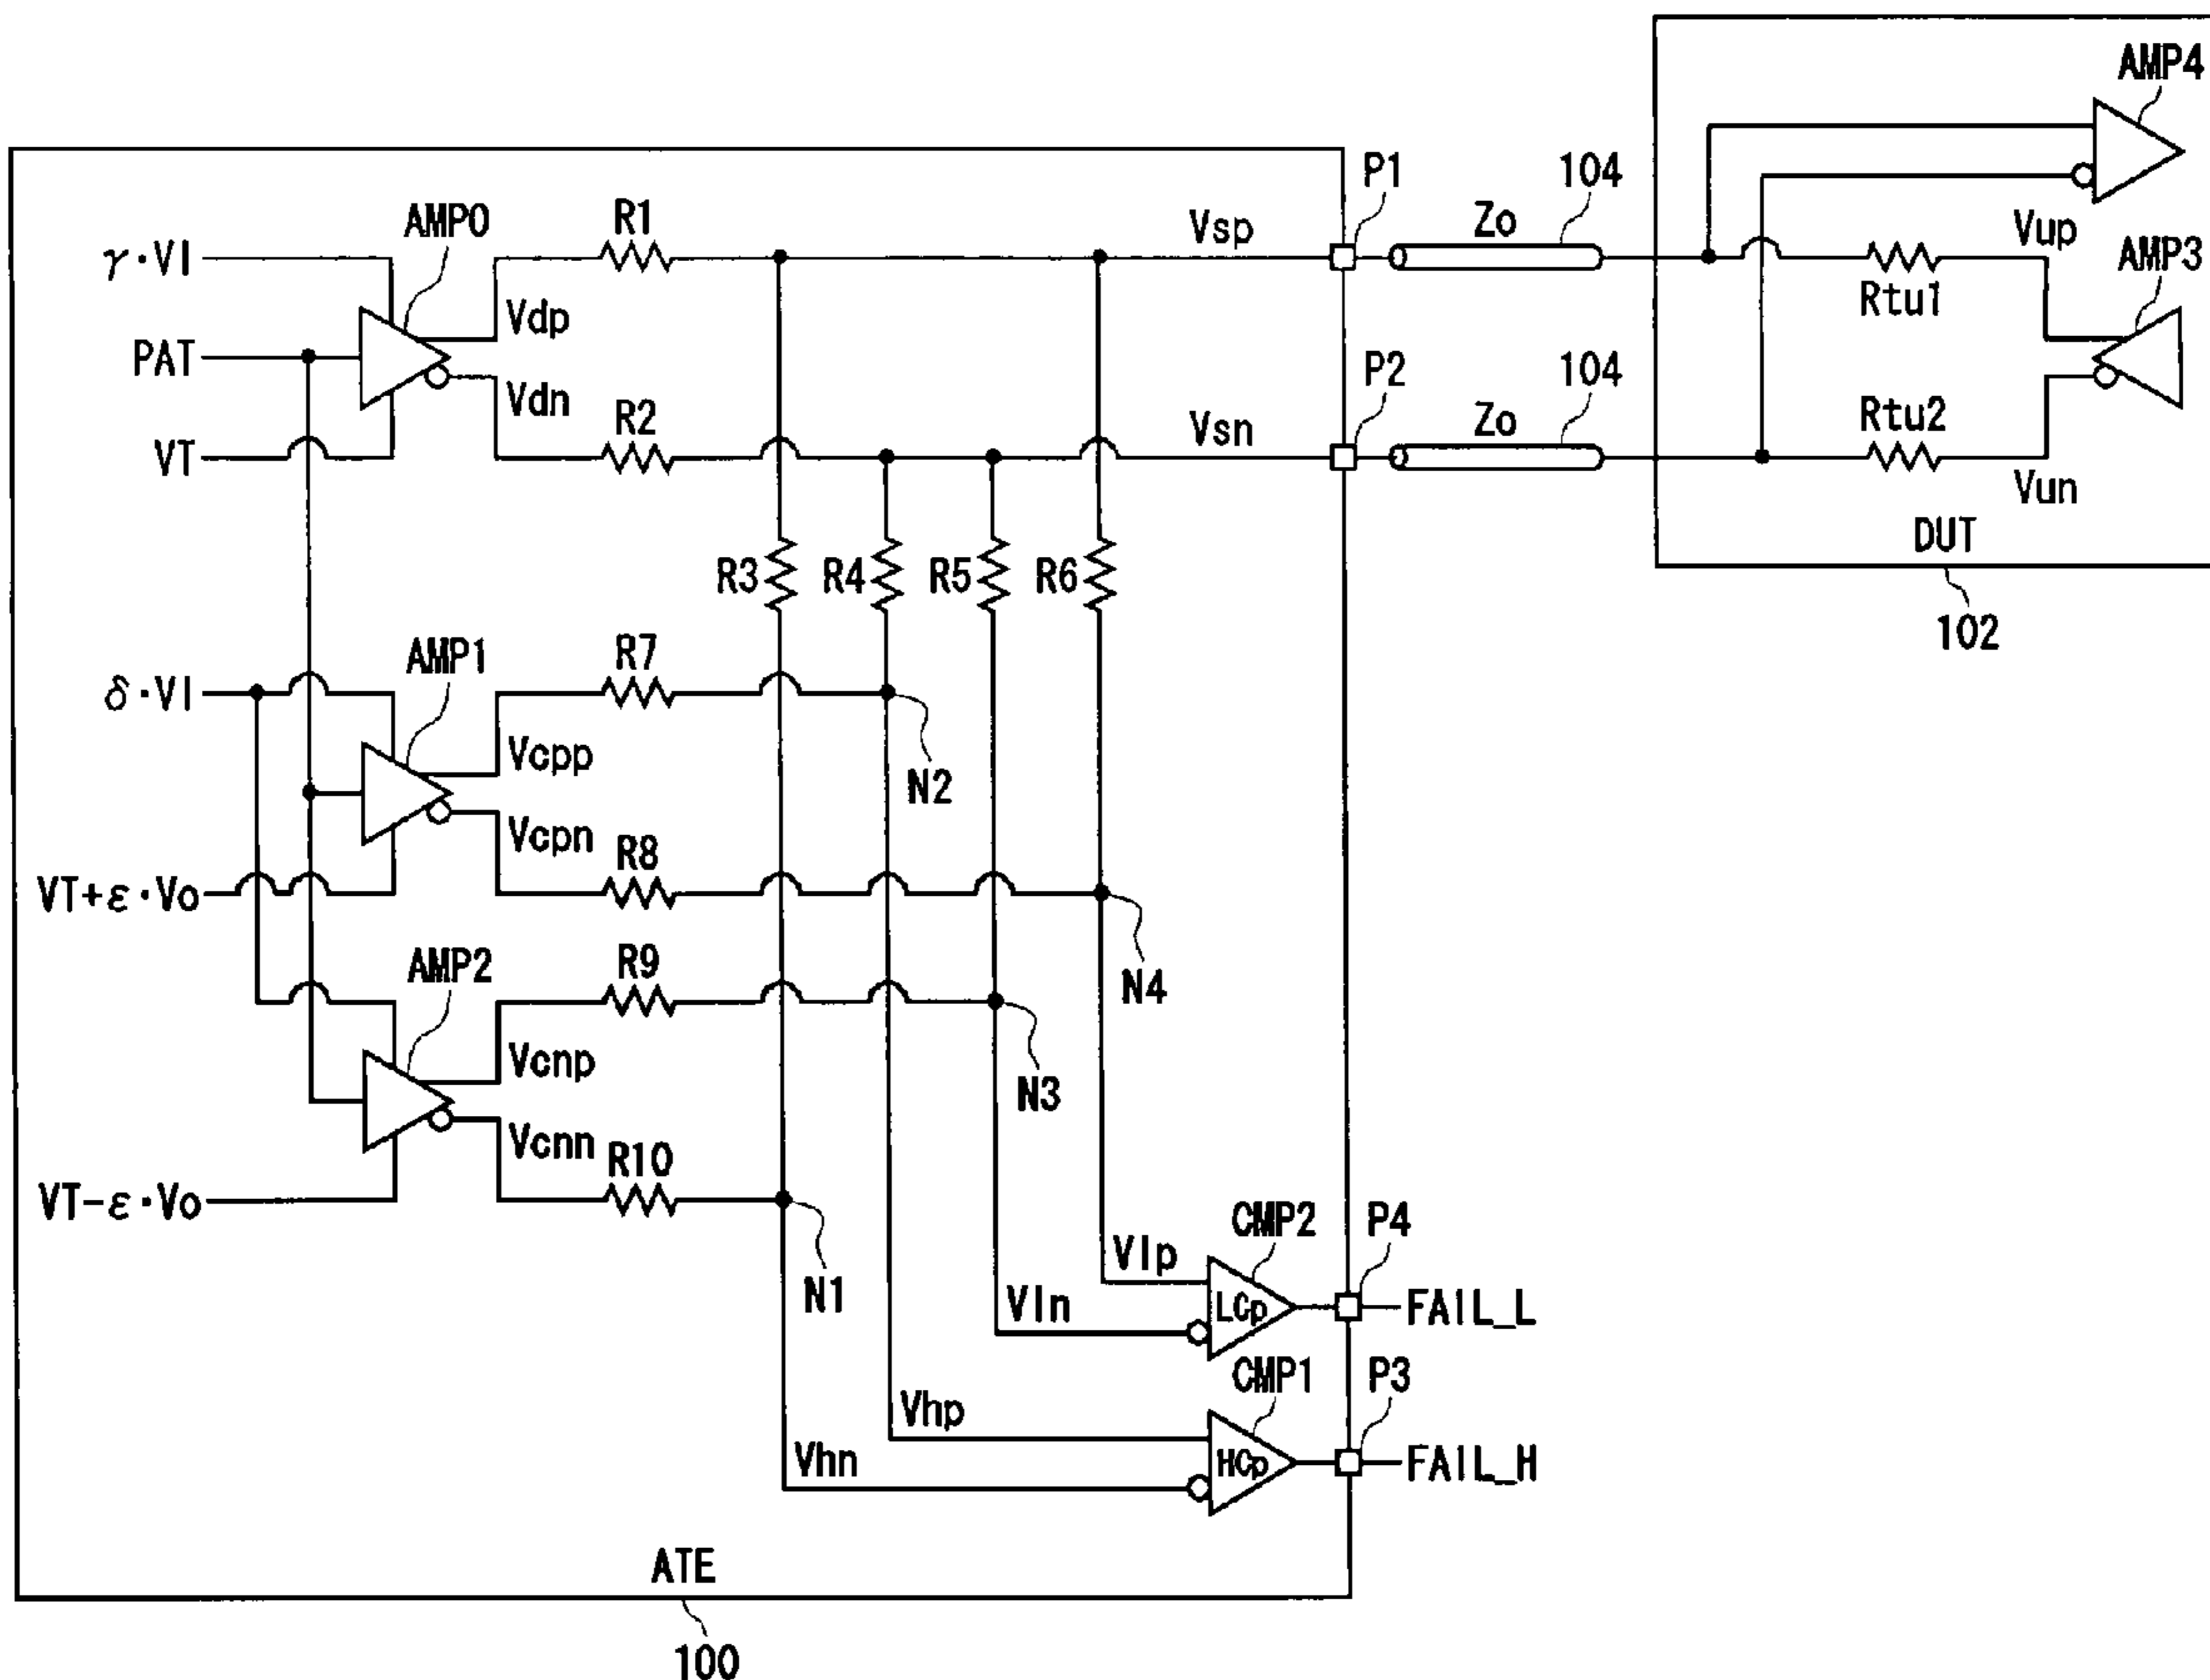 AMP4
P1
104
AMP0
R1
Vsp
Zo
Vup
AMP3
γ·VI
Rtu1
Vdp
PAT
P2
104
Vdn
R2
Vsn
Zo
Rtu2
VT
Vun
DUT
R3
R4
R5
R6
102
AMP1
R7
δ·VI
Vcpp
N2
Vcpn
R8
VT+ε·Vo
AMP2
R9
N4
Vcnp
N3
Vcnn
R10
VT-ε·Vo
CMP2
P4
Vlp
N1
Vln
LCp
FAIL_L
CMP1
P3
Vhp
Vhn
HCp
FAIL_H
ATE
100